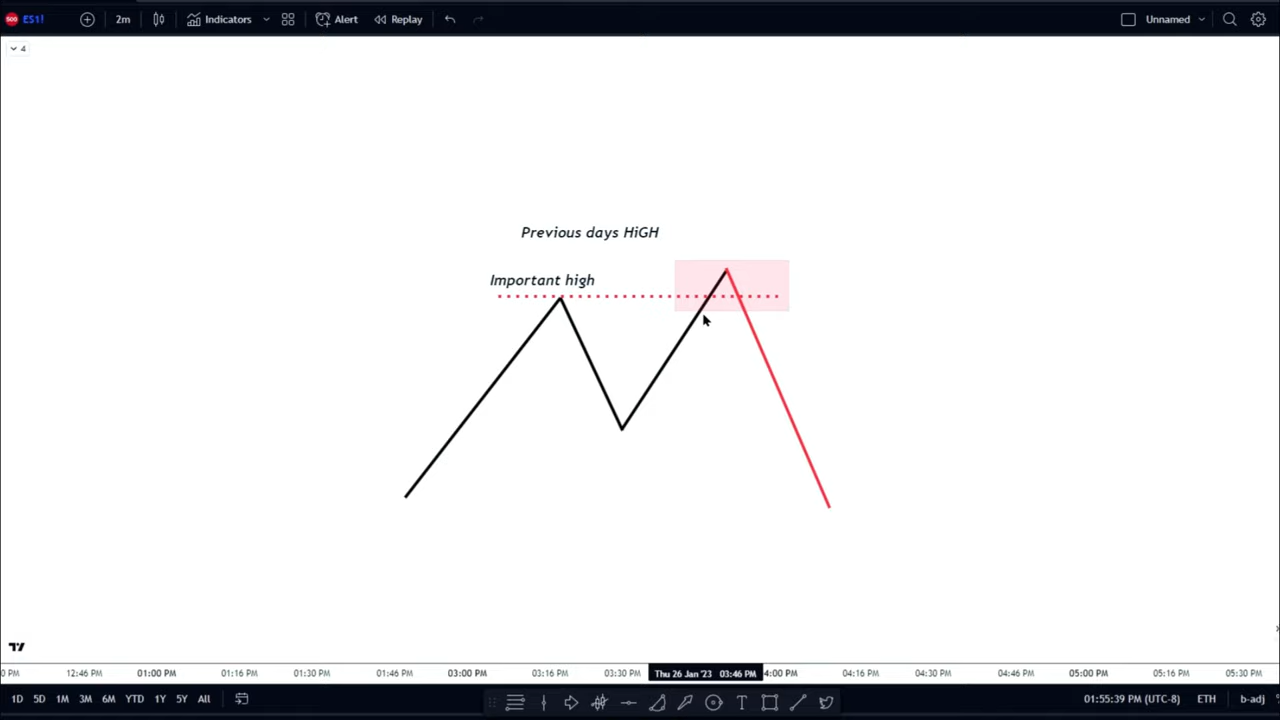 500 ES1! 2m Indicators Alert Replay Unnamed
4
Previous days HiGH
Important high
0 PM 12:46 PM 01:00 PM 01:16 PM 01:30 PM 01:46 PM 03:00 PM 03:16 PM 03:30 PM Thu 26 Jan '23 03:46 PM 4:00 PM 04:16 PM 04:30 PM 04:46 PM 05:00 PM 05:16 PM 05:30 PM
1D 5D 1M 3M 6M YTD 1Y 5Y All T 01:55:39 PM (UTC-8) ETH b-adj